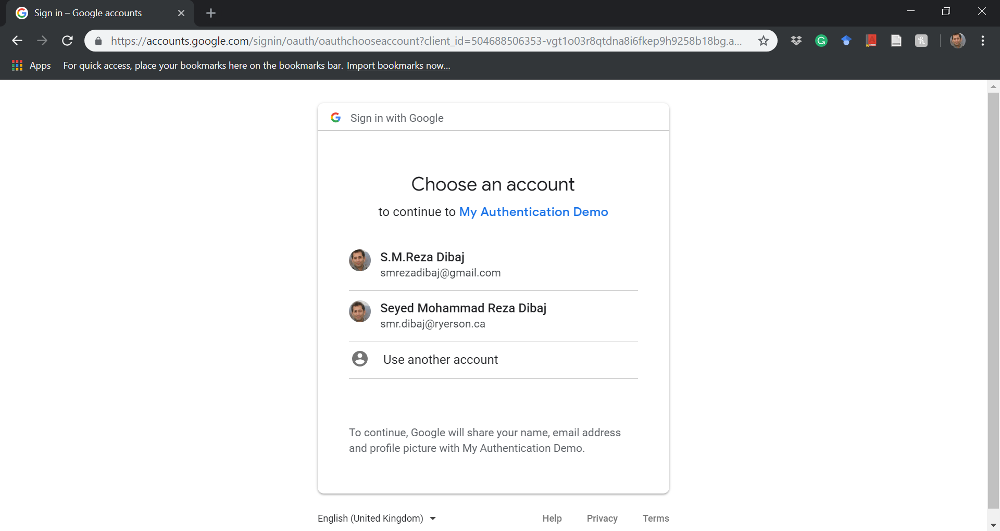 Sign in – Google accounts
https://accounts.google.com/signin/oauth/oauthchooseaccount?client_id=504688506353-vgt1o03r8qtdna8i6fkep9h9258b18bg.a...
Apps For quick access, place your bookmarks here on the bookmarks bar. Import bookmarks now...
Sign in with Google
Choose an account
to continue to My Authentication Demo
S.M.Reza Dibaj
smrezadibaj@gmail.com
Seyed Mohammad Reza Dibaj
smr.dibaj@ryerson.ca
Use another account
To continue, Google will share your name, email address
and profile picture with My Authentication Demo.
English (United Kingdom) Help Privacy Terms